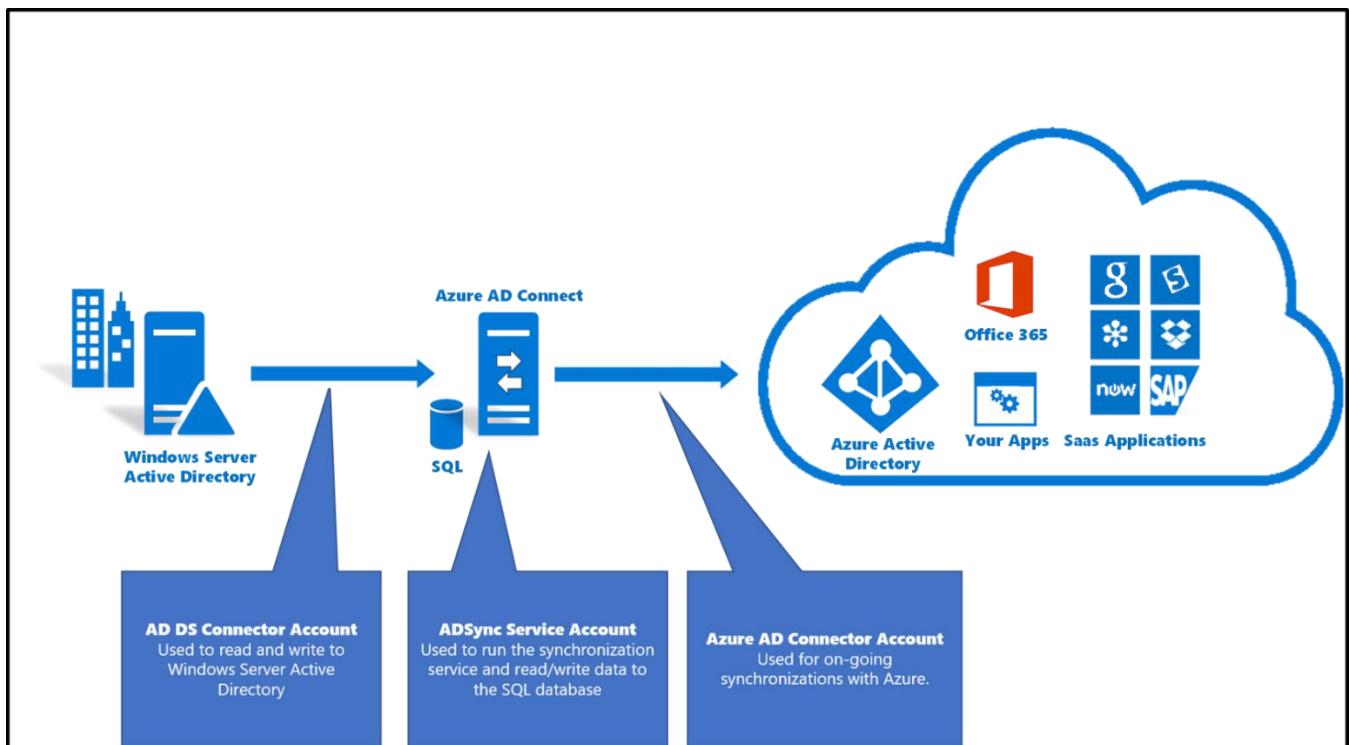 Azure AD Connect
Office 365
g
now
SAP
Azure Active
Directory
Your Apps
Saas Applications
Windows Server
Active Directory
SQL
AD DS Connector Account
Used to read and write to
Windows Server Active
Directory
ADSync Service Account
Used to run the synchronization
service and read/write data to
the SQL database
Azure AD Connector Account
Used for on-going
synchronizations with Azure.